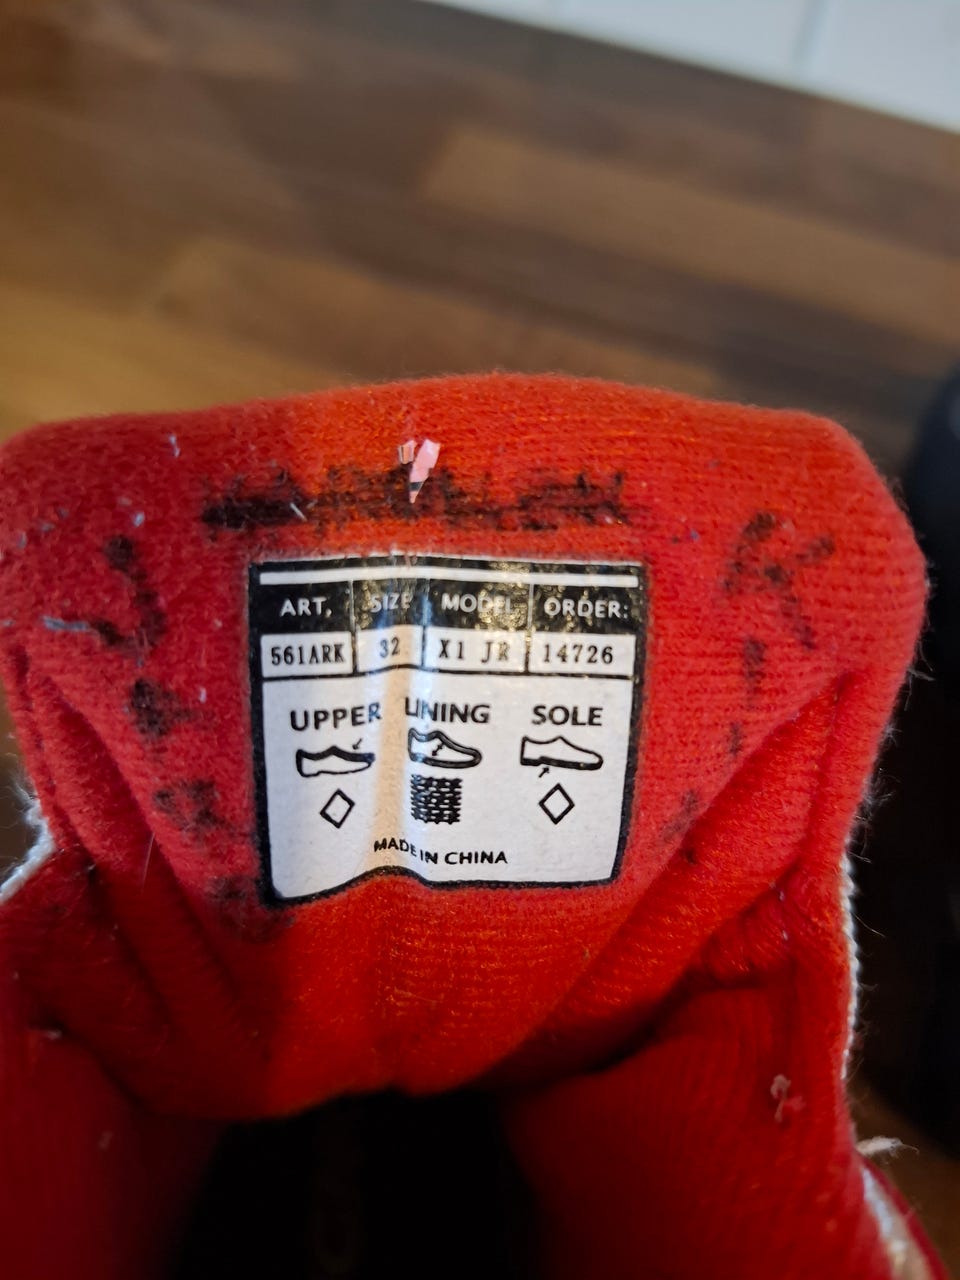 ART. SIZE MODEL ORDER:
561ARK 32 X1 JR 14726
UPPER LINING SOLE
MADE IN CHINA